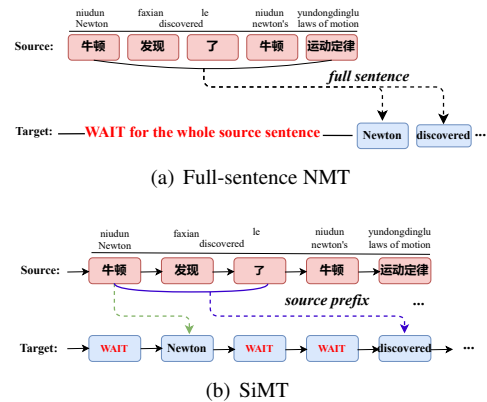 niudun faxian le niudun yundongdinglu
Newton discovered newton's laws of motion
Source: 牛顿 发现 了 牛顿 运动定律
full sentence
Target: WAIT for the whole source sentence Newton discovered ...
(a) Full-sentence NMT
niudun faxian le niudun yundongdinglu
Newton discovered newton's laws of motion
Source: 牛顿 发现 了 牛顿 运动定律
source prefix ...
Target: WAIT Newton WAIT WAIT discovered ...
(b) SiMT